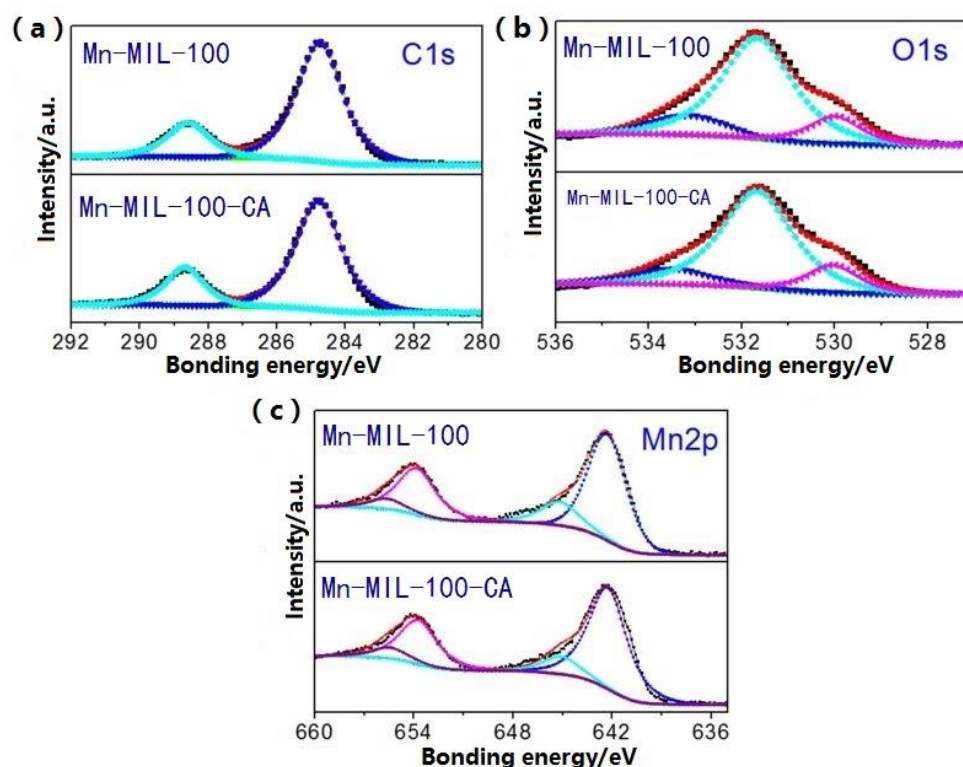 (a)
Mn-MIL-100
C1s
Mn-MIL-100-CA
Intensity/a.u.
292 290 288 286 284 282 280
Bonding energy/eV
(b)
Mn-MIL-100
O1s
Mn-MIL-100-CA
Intensity/a.u.
536 534 532 530 528
Bonding energy/eV
(c)
Mn-MIL-100
Mn2p
Mn-MIL-100-CA
Intensity/a.u.
660 654 648 642 636
Bonding energy/eV